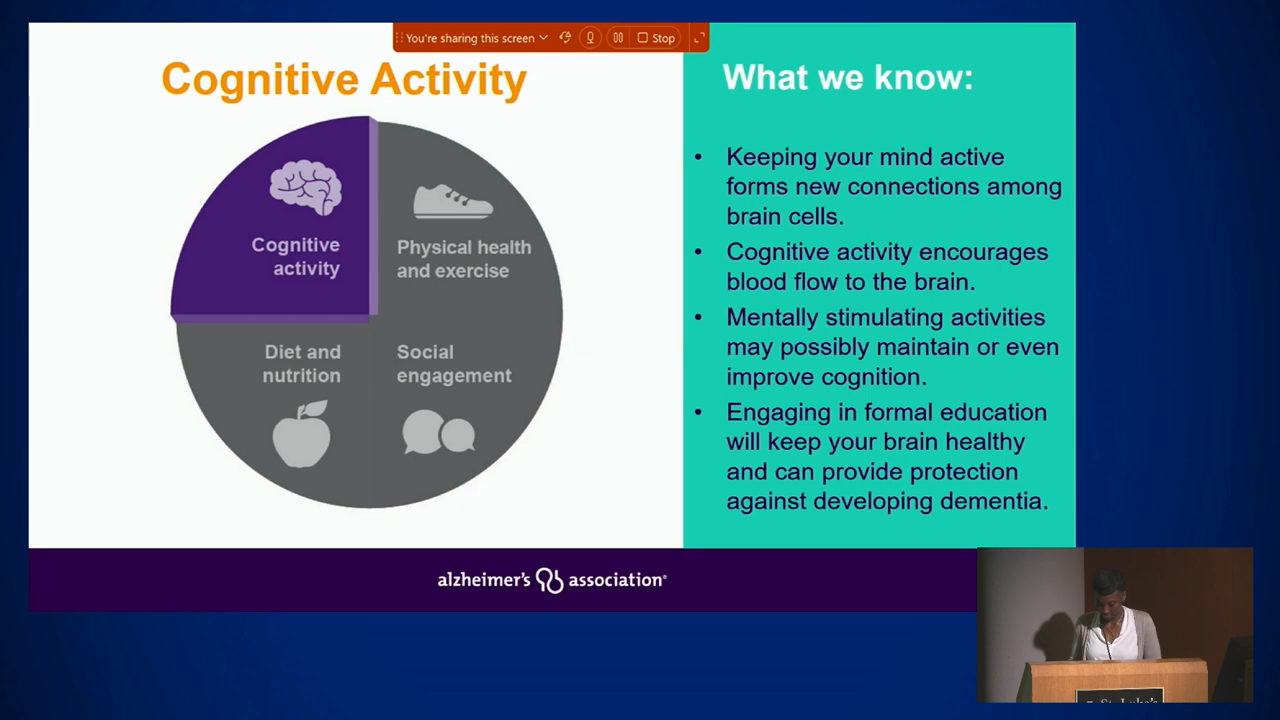 You're sharing this screen
Stop
Cognitive Activity
Cognitive
activity
Physical health
and exercise
Diet and
nutrition
Social
engagement
What we know:
• Keeping your mind active
forms new connections among
brain cells.
• Cognitive activity encourages
blood flow to the brain.
• Mentally stimulating activities
may possibly maintain or even
improve cognition.
• Engaging in formal education
will keep your brain healthy
and can provide protection
against developing dementia.
alzheimer's association®
St. Luke's